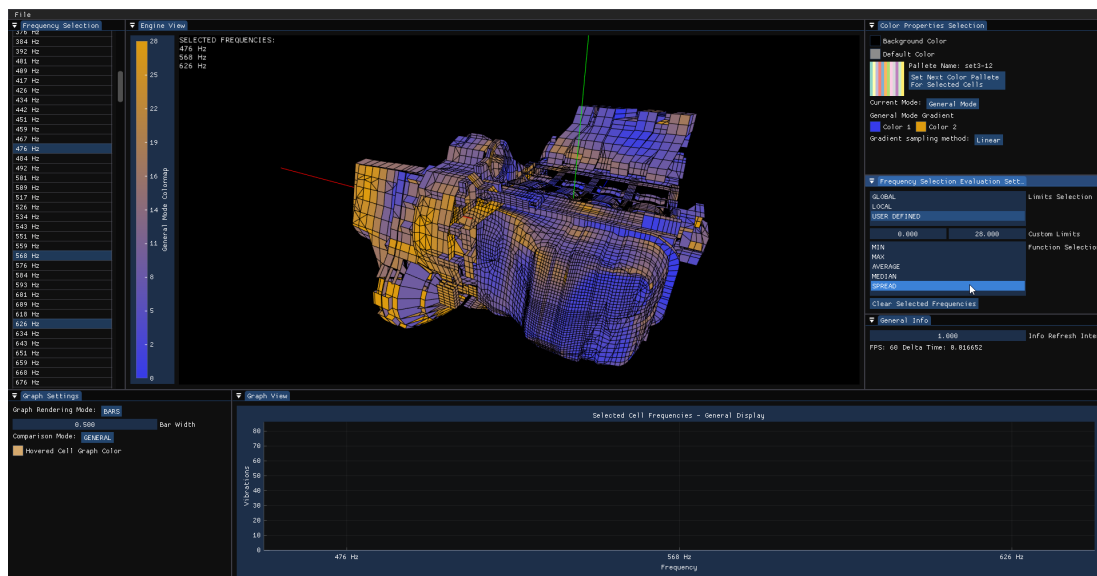 File
Frequency Selection
376 Hz
384 Hz
392 Hz
401 Hz
409 Hz
417 Hz
426 Hz
434 Hz
442 Hz
451 Hz
459 Hz
467 Hz
476 Hz
484 Hz
492 Hz
501 Hz
509 Hz
517 Hz
526 Hz
534 Hz
543 Hz
551 Hz
559 Hz
568 Hz
576 Hz
584 Hz
593 Hz
601 Hz
609 Hz
618 Hz
626 Hz
634 Hz
643 Hz
651 Hz
659 Hz
668 Hz
676 Hz
Engine View
28
25
22
19
16
14
11
8
5
2
0
General Mode Colormap
SELECTED FREQUENCIES:
476 Hz
568 Hz
626 Hz
Color Properties Selection
Background Color
Default Color
Pallete Name: set3-12
Set Next Color Pallete
For Selected Cells
Current Mode: General Mode
General Mode Gradient
Color 1 Color 2
Gradient sampling method: Linear
Frequency Selection Evaluation Sett…
GLOBAL
LOCAL
USER DEFINED
Limits Selection
0.000 28.000 Custom Limits
MIN
MAX
AVERAGE
MEDIAN
SPREAD
Function Selectio
Clear Selected Frequencies
General Info
1.000 Info Refresh Inte
FPS: 60 Delta Time: 0.016652
Graph Settings
Graph Rendering Mode: BARS
0.500 Bar Width
Comparison Mode: GENERAL
Hovered Cell Graph Color
Graph View
Selected Cell Frequencies - General Display
80
70
60
50
40
30
20
10
0
Vibrations
476 Hz 568 Hz 626 Hz
Frequency